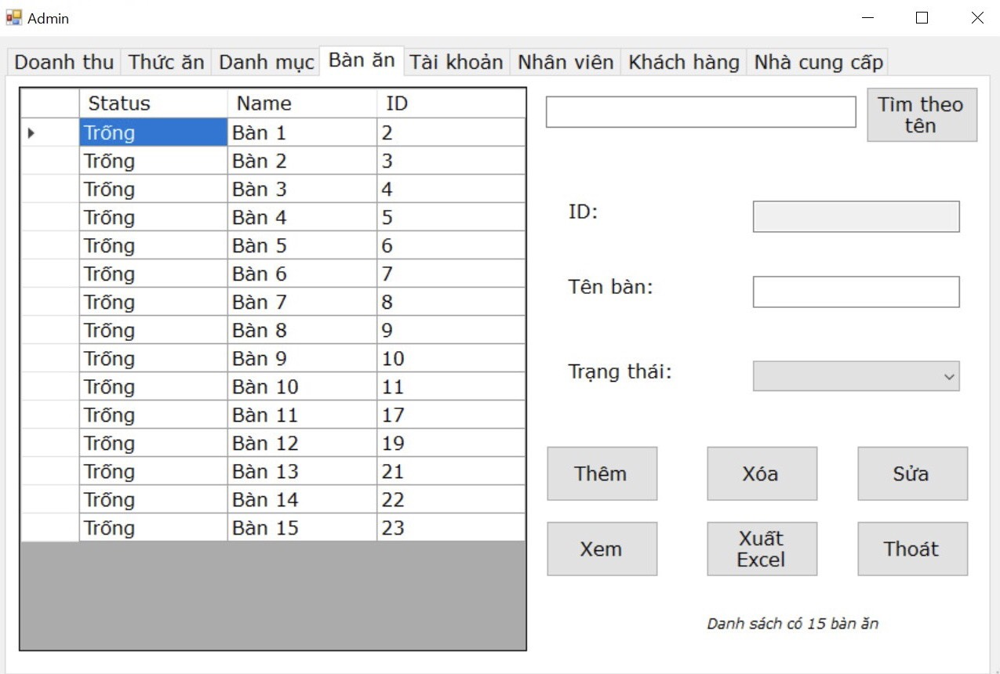 Admin
Doanh thu Thức ăn Danh mục Bàn ăn Tài khoản Nhân viên Khách hàng Nhà cung cấp
Status Name ID
Trống Bàn 1 2
Trống Bàn 2 3
Trống Bàn 3 4
Trống Bàn 4 5
Trống Bàn 5 6
Trống Bàn 6 7
Trống Bàn 7 8
Trống Bàn 8 9
Trống Bàn 9 10
Trống Bàn 10 11
Trống Bàn 11 17
Trống Bàn 12 19
Trống Bàn 13 21
Trống Bàn 14 22
Trống Bàn 15 23
Tìm theo
tên
ID:
Tên bàn:
Trạng thái:
Thêm Xóa Sửa
Xem
Xuất
Excel
Thoát
Danh sách có 15 bàn ăn